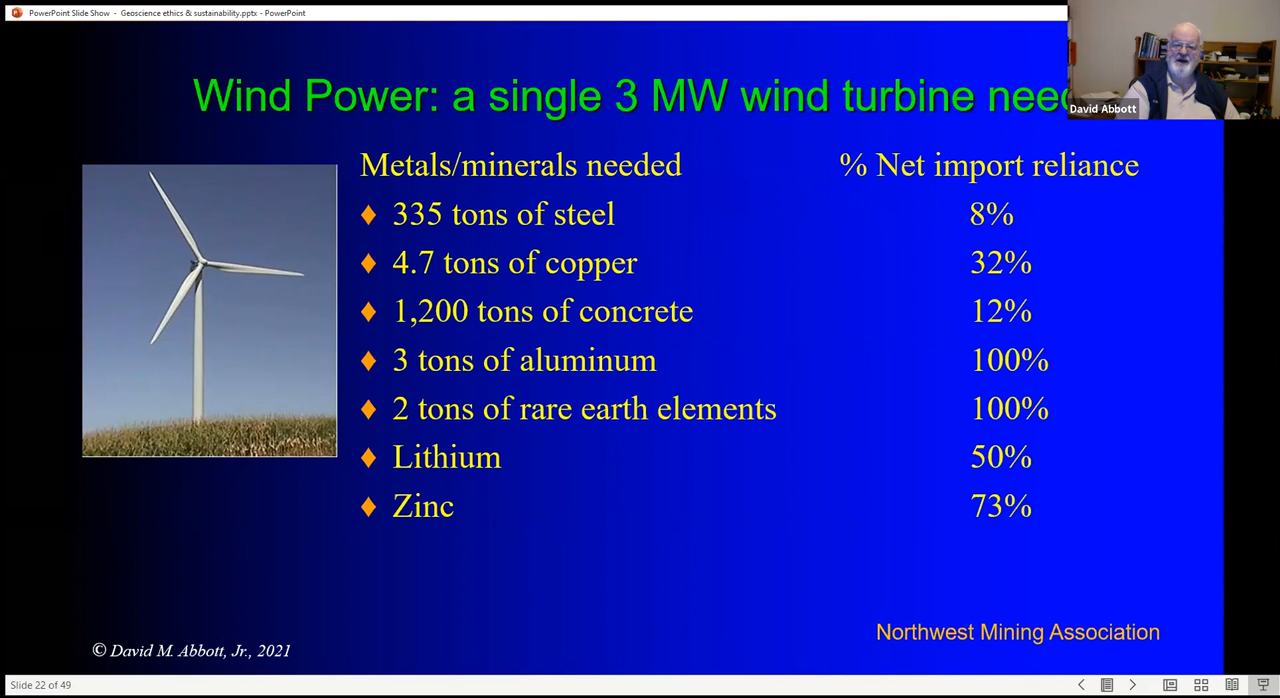 PowerPoint Slide Show - Geoscience ethics & sustainability.pptx - PowerPoint
David Abbott
Wind Power: a single 3 MW wind turbine
Metals/minerals needed % Net import reliance
335 tons of steel 8%
4.7 tons of copper 32%
1,200 tons of concrete 12%
3 tons of aluminum 100%
2 tons of rare earth elements 100%
Lithium 50%
Zinc 73%
Northwest Mining Association
© David M. Abbott, Jr., 2021
Slide 22 of 49